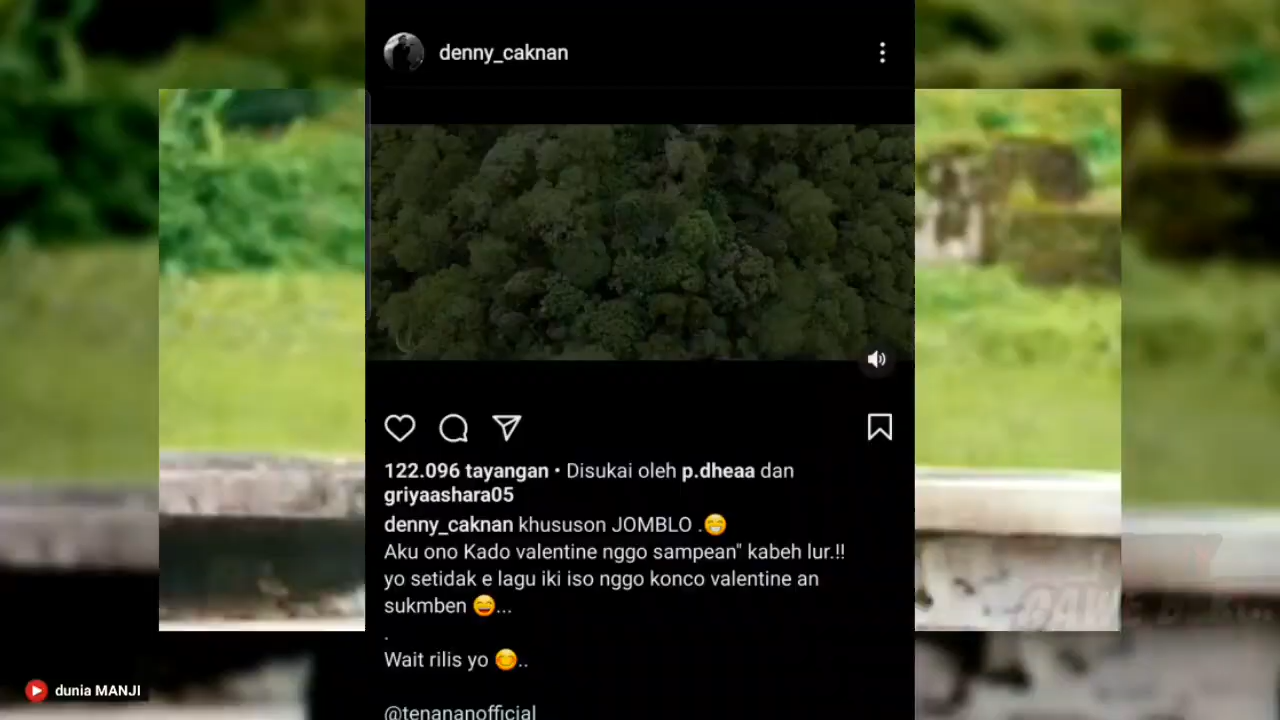 denny_caknan
122.096 tayangan • Disukai oleh p.dheaa dan
griyaashara05
denny_caknan khususon JOMBLO .😁
Aku ono Kado valentine nggo sampean" kabeh lur.!!
yo setidak e lagu iki iso nggo konco valentine an
sukmben 😄...
.
Wait rilis yo 😊..
@tenananofficial
dunia MANJI